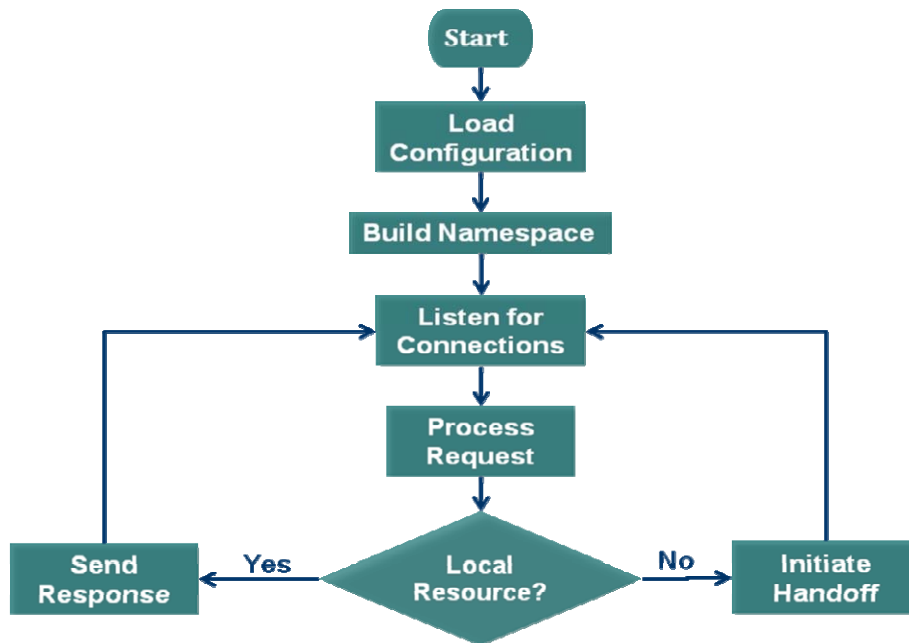 Start
Load
Configuration
Build Namespace
Listen for
Connections
Process
Request
Local
Resource?
Yes
No
Send
Response
Initiate
Handoff